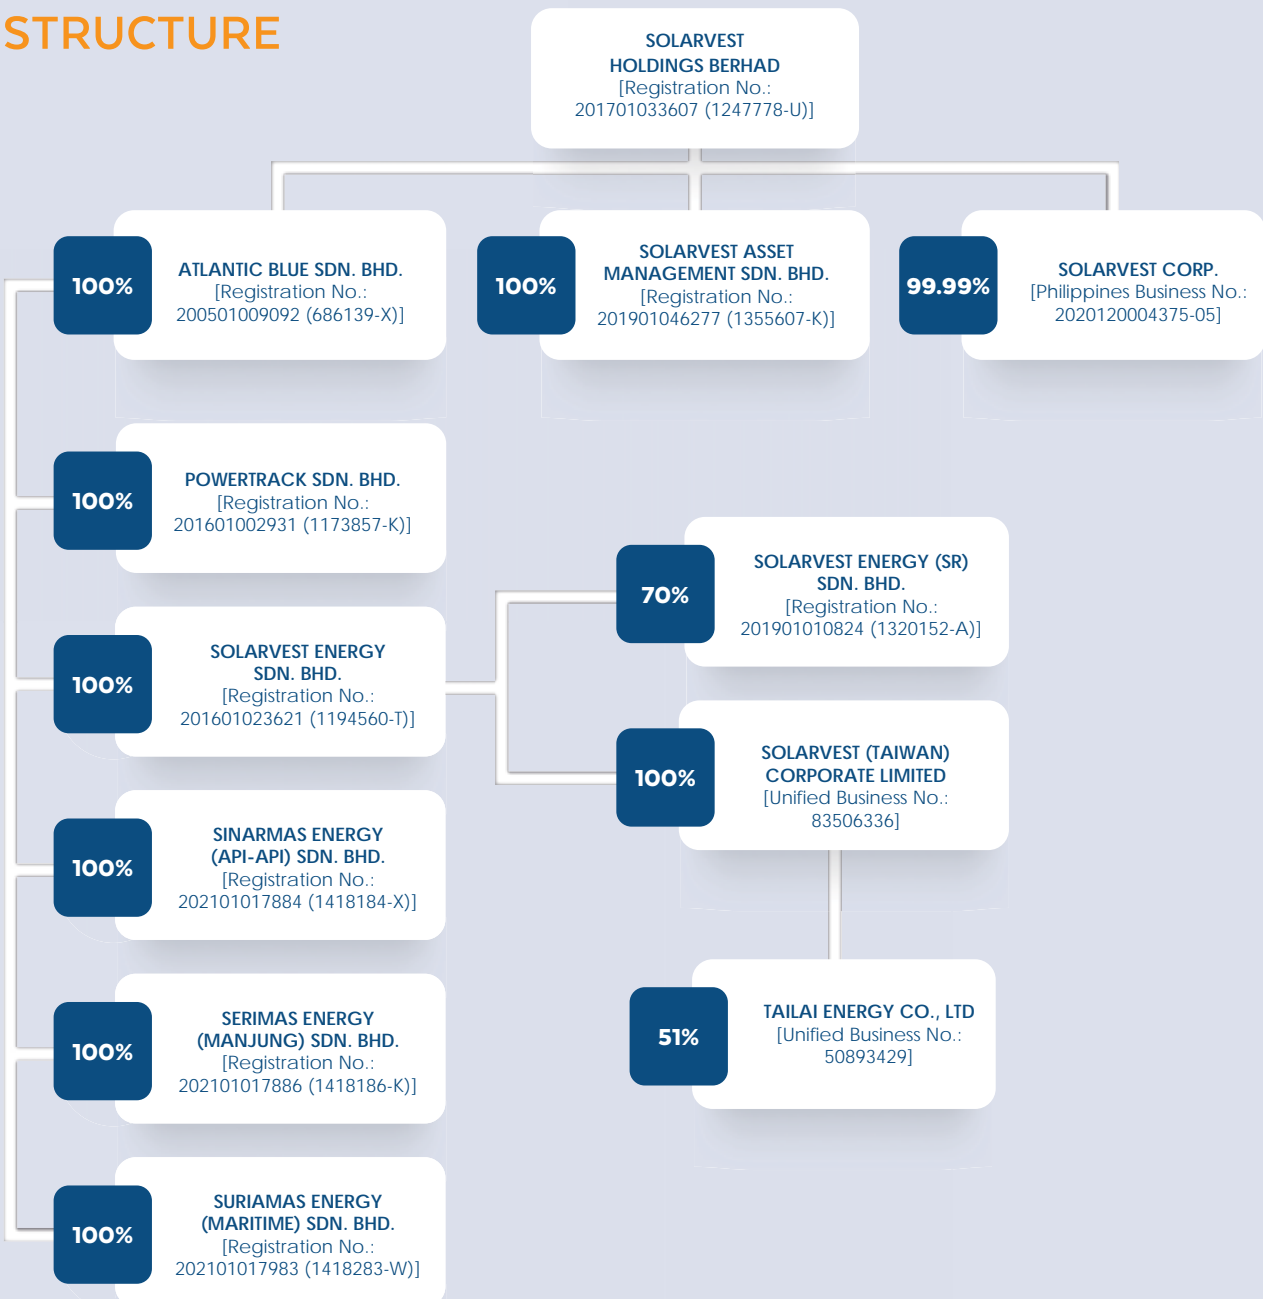 STRUCTURE
SOLARVEST
HOLDINGS BERHAD
[Registration No.:
201701033607 (1247778-U)]
100%
ATLANTIC BLUE SDN. BHD.
[Registration No.:
200501009092 (686139-X)]
100%
SOLARVEST ASSET
MANAGEMENT SDN. BHD.
[Registration No.:
201901046277 (1355607-K)]
99.99%
SOLARVEST CORP.
[Philippines Business No.:
2020120004375-05]
100%
POWERTRACK SDN. BHD.
[Registration No.:
201601002931 (1173857-K)]
70%
SOLARVEST ENERGY (SR)
SDN. BHD.
[Registration No.:
201901010824 (1320152-A)]
100%
SOLARVEST ENERGY
SDN. BHD.
[Registration No.:
201601023621 (1194560-T)]
100%
SOLARVEST (TAIWAN)
CORPORATE LIMITED
[Unified Business No.:
83506336]
100%
SINARMAS ENERGY
(API-API) SDN. BHD.
[Registration No.:
202101017884 (1418184-X)]
51%
TAILAI ENERGY CO., LTD
[Unified Business No.:
50893429]
100%
SERIMAS ENERGY
(MANJUNG) SDN. BHD.
[Registration No.:
202101017886 (1418186-K)]
100%
SURIAMAS ENERGY
(MARITIME) SDN. BHD.
[Registration No.:
202101017983 (1418283-W)]